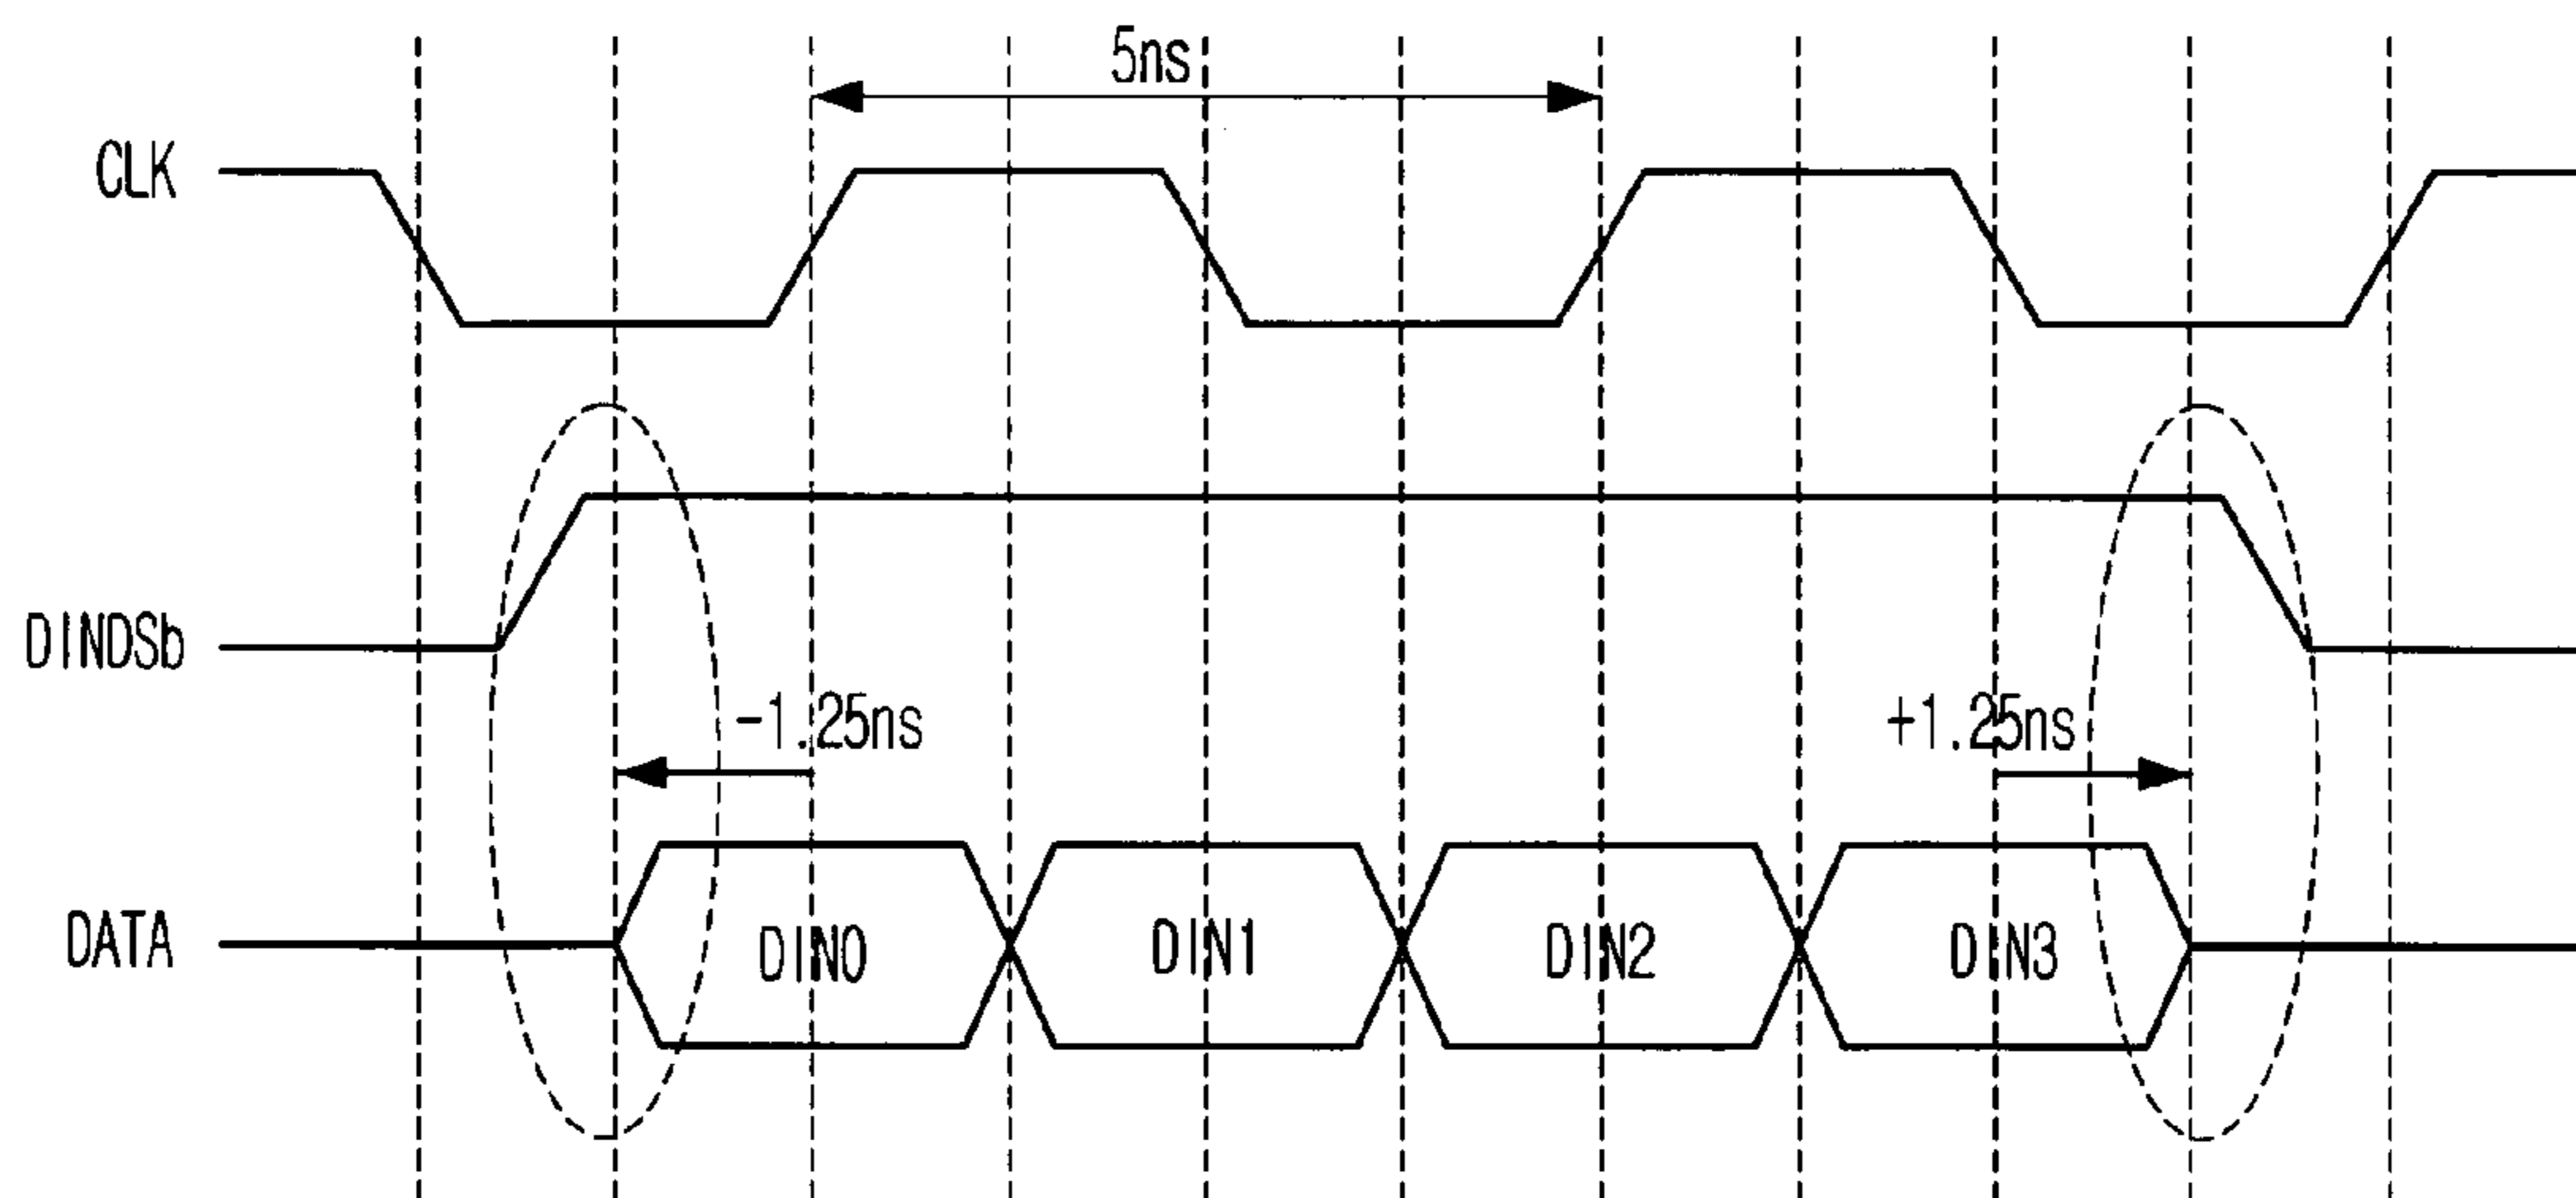 5ns
CLK
DINDSb
-1.25ns
+1.25ns
DATA
DIN0
DIN1
DIN2
DIN3